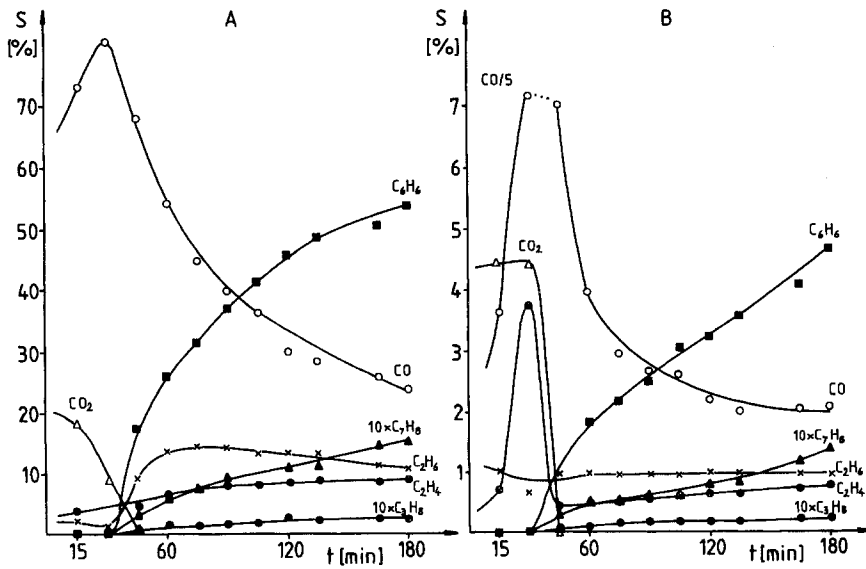 S A
[%]
80
70
60
50
40
30
20
10
C₆H₆
CO
CO₂
10×C₇H₈
C₂H₆
C₂H₄
10×C₃H₈
15 60 120 180
t [min]
S B
[%]
CO/5
7
6
5
4
3
2
1
0
CO₂
C₆H₆
CO
10×C₇H₈
C₂H₆
C₂H₄
10×C₃H₈
15 60 120 180
t [min]